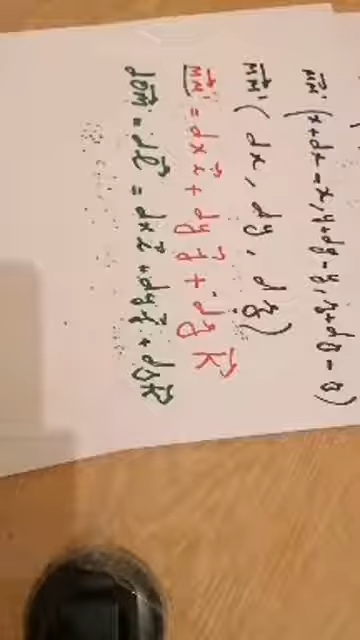 MM⃗' (x+dx-x, y+dy-y, z+dz-z)
MM⃗' (dx, dy, dz)
MM⃗' = dx i⃗ + dy j⃗ + dz k⃗
dOM⃗ = dl⃗ = dx i⃗ + dy j⃗ + dz k⃗